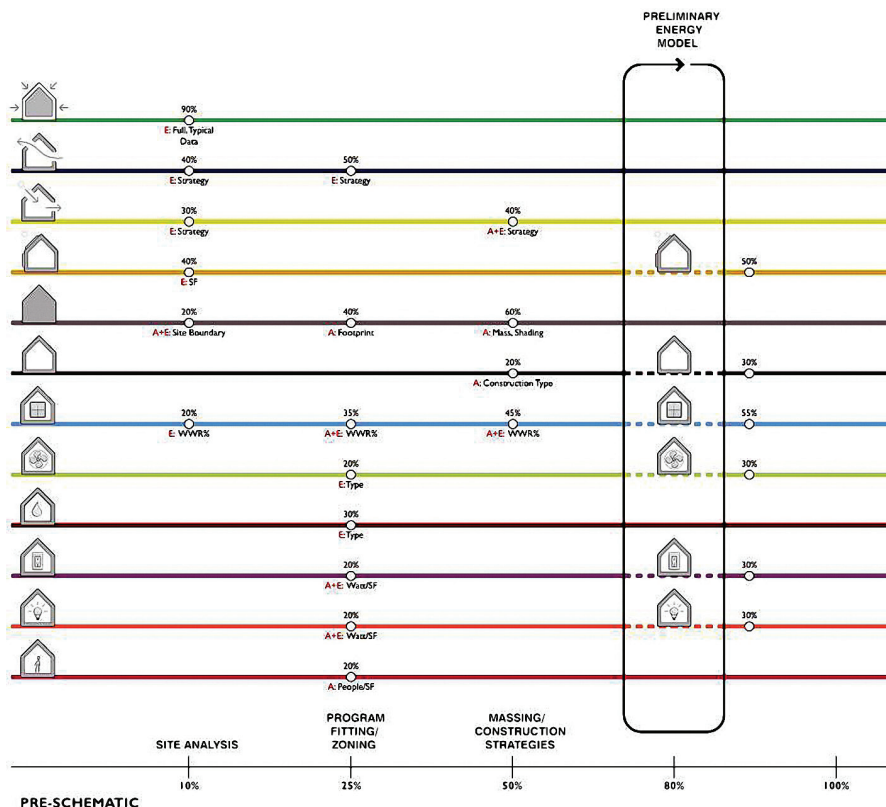 PRELIMINARY
ENERGY
MODEL
90%
E: Full, Typical
Data
40%
50%
E: Strategy
E: Strategy
30%
40%
E: Strategy
A+E: Strategy
40%
50%
E: SF
20%
40%
60%
A+E: Site Boundary
A: Footprint
A: Mass, Shading
20%
30%
A: Construction Type
20%
35%
45%
55%
E: WWR%
A+E: WWR%
A+E: WWR%
20%
30%
E: Type
30%
E: Type
20%
30%
A+E: Watt/SF
20%
30%
A+E: Watt/SF
20%
A: People/SF
SITE ANALYSIS
PROGRAM
FITTING/
ZONING
MASSING/
CONSTRUCTION
STRATEGIES
10%
25%
50%
80%
100%
PRE-SCHEMATIC